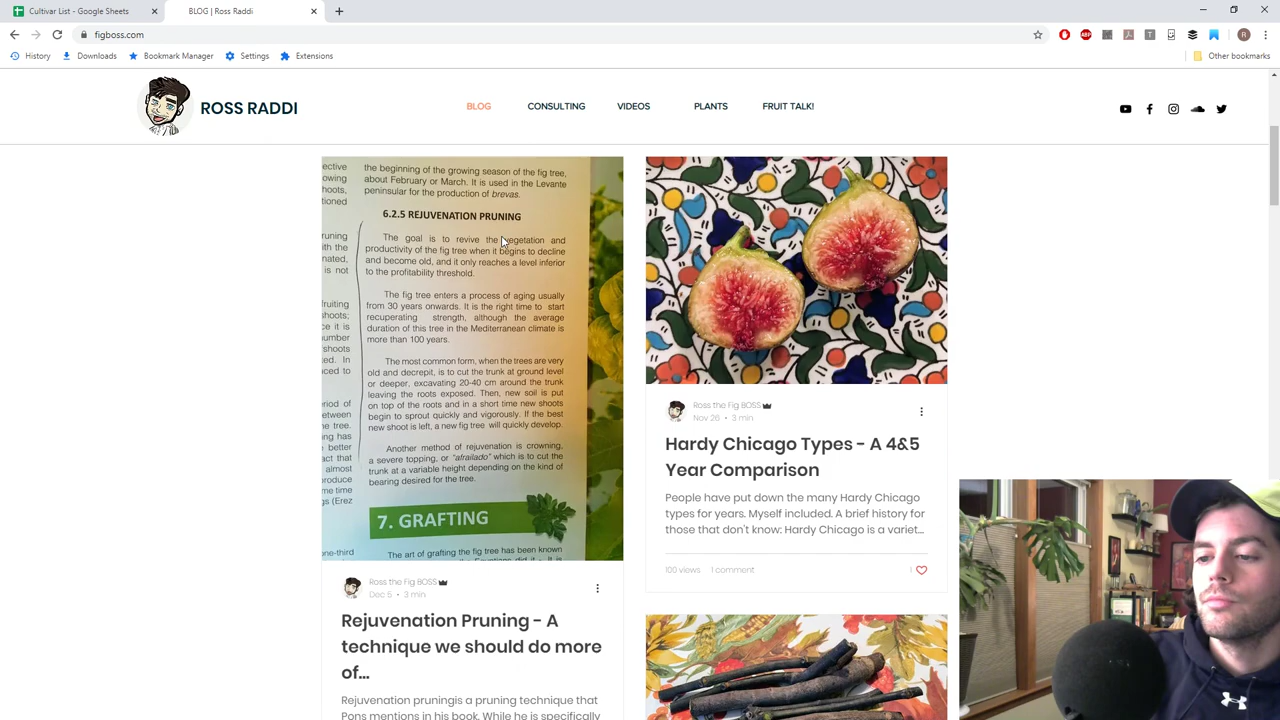 Cultivar List - Google Sheets
BLOG | Ross Raddi
figboss.com
History
Downloads
Bookmark Manager
Settings
Extensions
Other bookmarks
ROSS RADDI
BLOG
CONSULTING
VIDEOS
PLANTS
FRUIT TALK!
the beginning of the growing season of the fig tree,
about February or March. It is used in the Levante
peninsular for the production of brevas.
6.2.5 REJUVENATION PRUNING
The goal is to revive the vegetation and
productivity of the fig tree when it begins to decline
and become old, and it only reaches a level inferior
to the profitability threshold.
The fig tree enters a process of aging usually
from 30 years onwards. It is the right time to start
recuperating strength, although the average
duration of this tree in the Mediterranean climate is
more than 100 years.
The most common form, when the trees are very
old and decrepit, is to cut the trunk at ground level
or deeper, excavating 20-40 cm around the trunk
leaving the roots exposed. Then, new soil is put
on top of the roots and in a short time new shoots
begin to sprout quickly and vigorously. If the best
new shoot is left, a new fig tree will quickly develop.
Another method of rejuvenation is crowning,
a severe topping, or "afrailado" which is to cut the
trunk at a variable height depending on the kind of
bearing desired for the tree.
7. GRAFTING
The art of grafting the fig tree has been known
Ross the Fig BOSS
Dec 5 • 3 min
Rejuvenation Pruning - A
technique we should do more
of...
Rejuvenation pruningis a pruning technique that
Pons mentions in his book. While he is specifically
Ross the Fig BOSS
Nov 26 • 3 min
Hardy Chicago Types - A 4&5
Year Comparison
People have put down the many Hardy Chicago
types for years. Myself included. A brief history for
those that don't know: Hardy Chicago is a variet...
100 views 1 comment
1